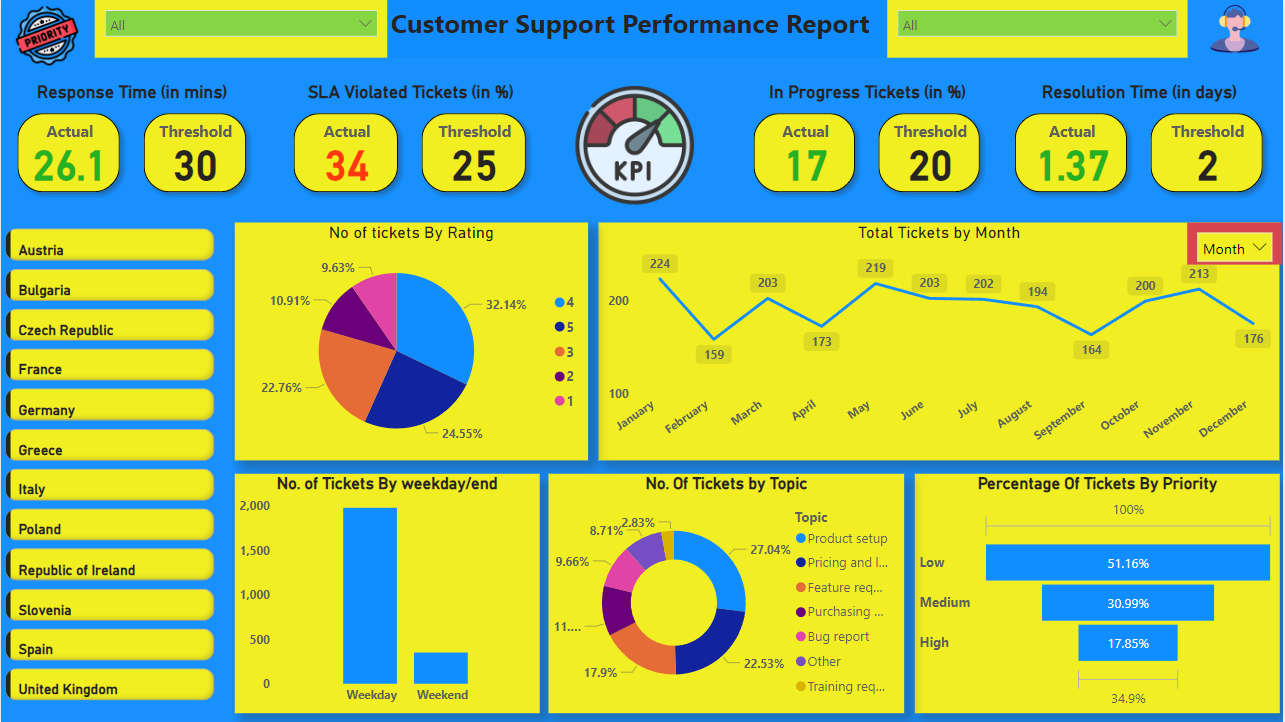 PRIORITY
All
Customer Support Performance Report
All
Response Time (in mins)
SLA Violated Tickets (in %)
In Progress Tickets (in %)
Resolution Time (in days)
Actual
26.1
Threshold
30
Actual
34
Threshold
25
KPI
Actual
17
Threshold
20
Actual
1.37
Threshold
2
Austria
Bulgaria
Czech Republic
France
Germany
Greece
Italy
Poland
Republic of Ireland
Slovenia
Spain
United Kingdom
No of tickets By Rating
9.63%
10.91%
32.14%
22.76%
24.55%
4
5
3
2
1
Total Tickets by Month
Month
200
100
224
159
203
173
219
203
202
194
164
200
213
176
January
February
March
April
May
June
July
August
September
October
November
December
No. of Tickets By weekday/end
2,000
1,500
1,000
500
0
Weekday
Weekend
No. Of Tickets by Topic
2.83%
8.71%
9.66%
11....
17.9%
27.04%
22.53%
Topic
Product setup
Pricing and l...
Feature req...
Purchasing ...
Bug report
Other
Training req...
Percentage Of Tickets By Priority
100%
Low
51.16%
Medium
30.99%
High
17.85%
34.9%